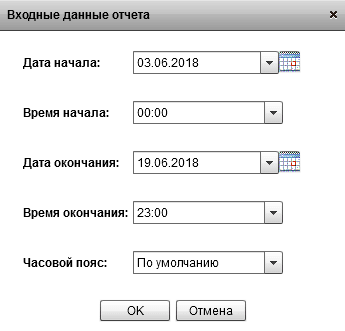 Входные данные отчета
Дата начала: 03.06.2018
Время начала: 00:00
Дата окончания: 19.06.2018
Время окончания: 23:00
Часовой пояс: По умолчанию
OK Отмена